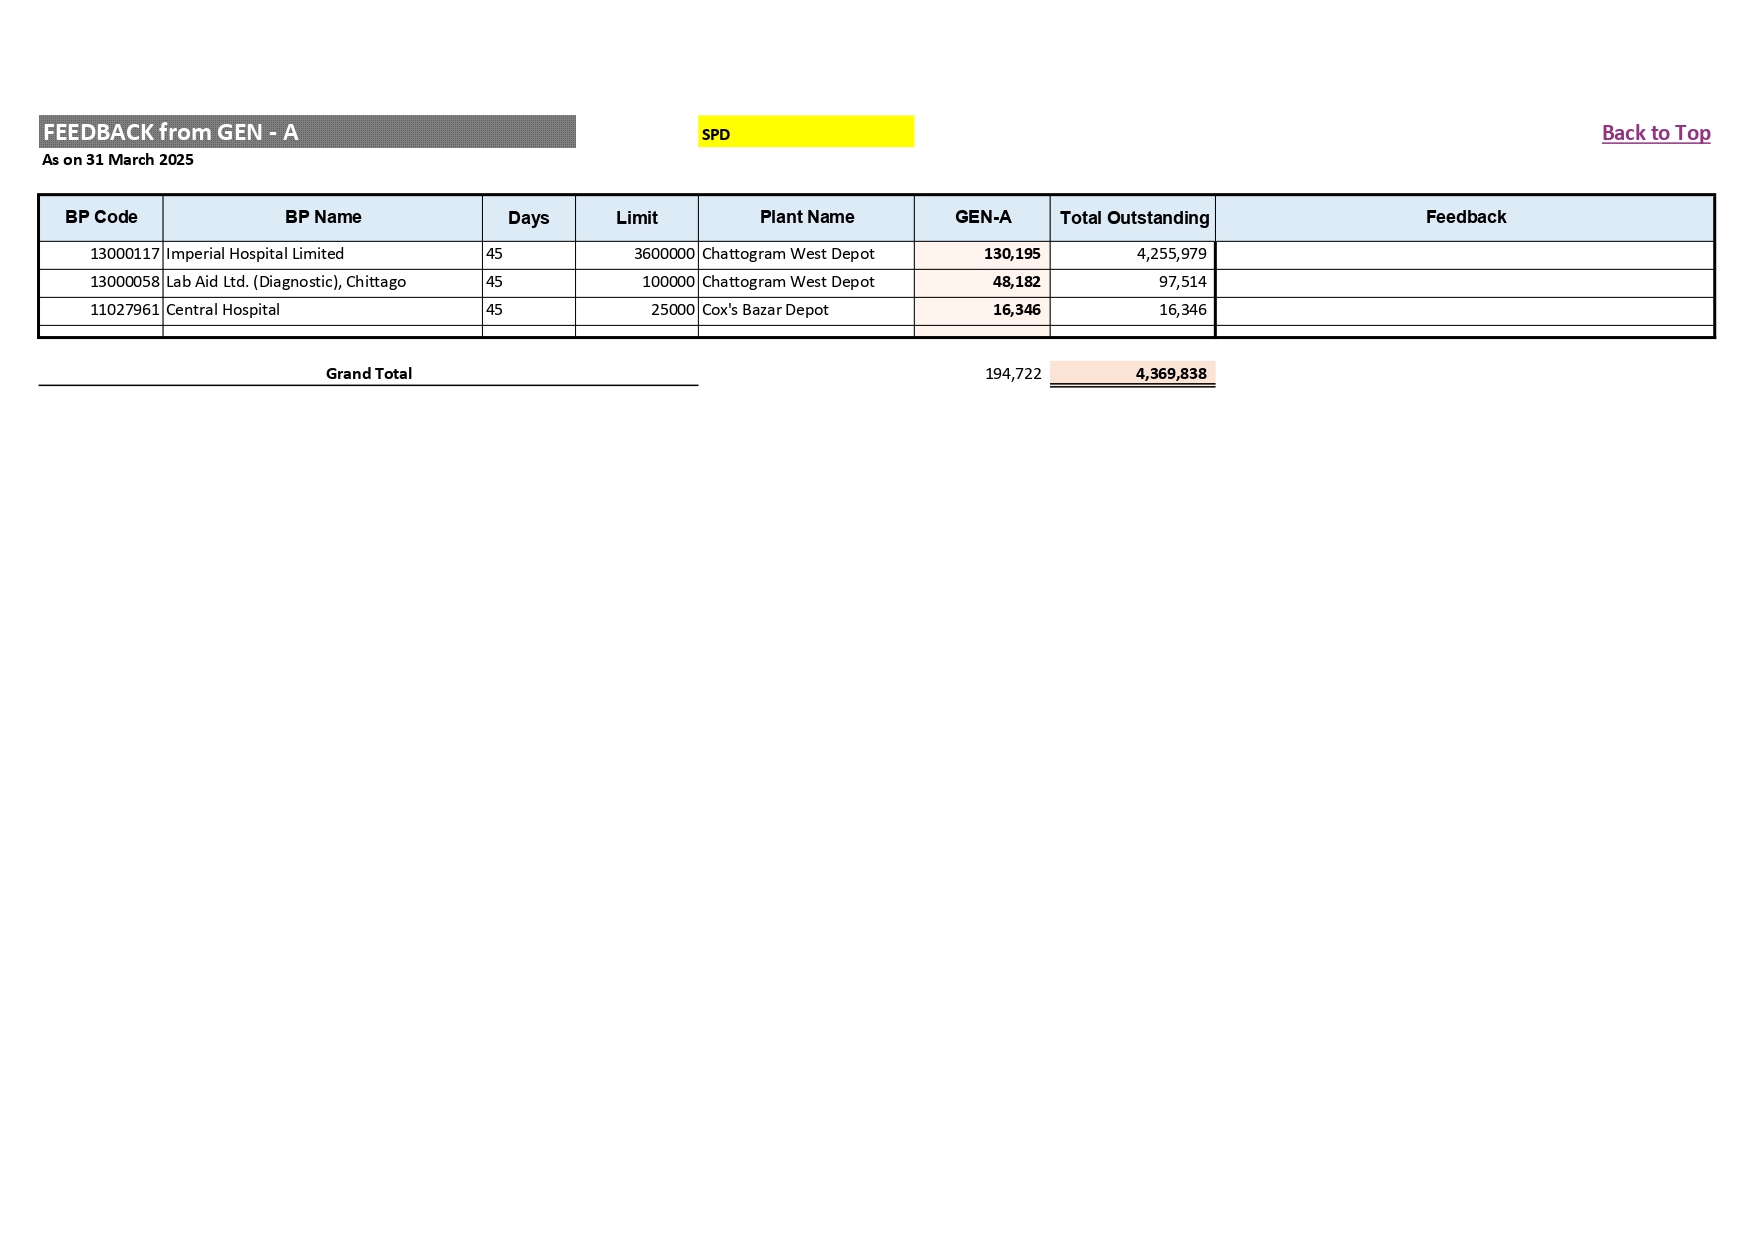 FEEDBACK from GEN - A SPD Back to Top
As on 31 March 2025
BP Code BP Name Days Limit Plant Name GEN-A Total Outstanding Feedback
13000117 Imperial Hospital Limited 45 3600000 Chattogram West Depot 130,195 4,255,979
13000058 Lab Aid Ltd. (Diagnostic), Chittago 45 100000 Chattogram West Depot 48,182 97,514
11027961 Central Hospital 45 25000 Cox's Bazar Depot 16,346 16,346
Grand Total 194,722 4,369,838